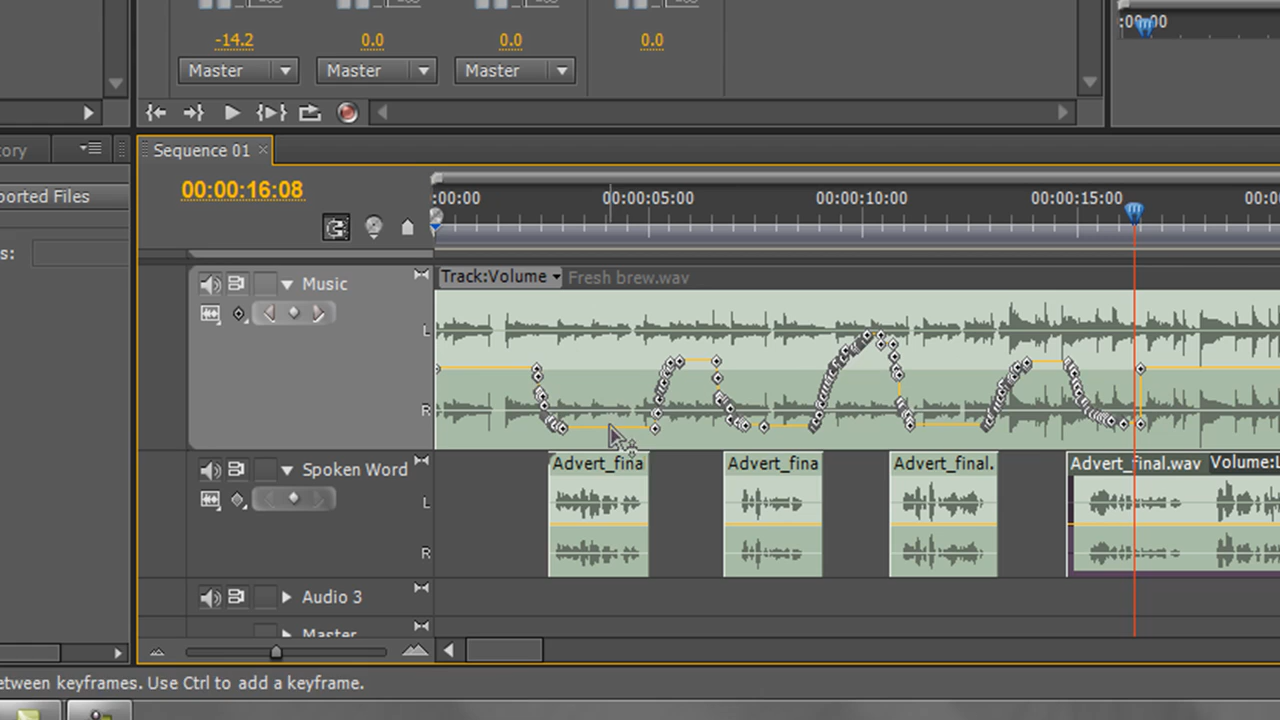 -14.2 0.0 0.0 0.0
Master Master Master
:00:00
Sequence 01
ory
ported Files
s:
00:00:16:08
:00:00 00:00:05:00 00:00:10:00 00:00:15:00 00:0
Music
Track:Volume Fresh brew.wav
L
R
Spoken Word
Advert_fina Advert_fina Advert_final. Advert_final.wav Volume:L
L
R
Audio 3
Master
etween keyframes. Use Ctrl to add a keyframe.